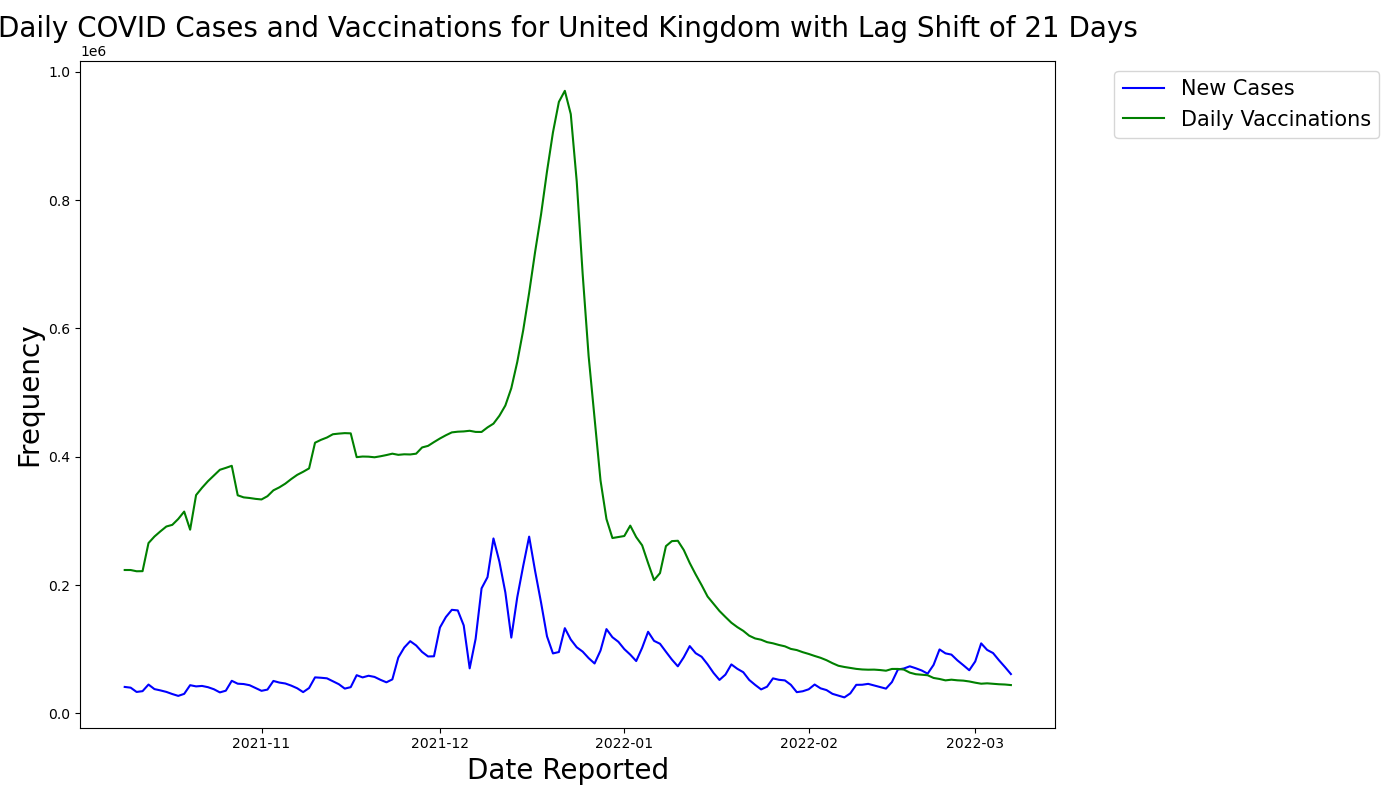 Daily COVID Cases and Vaccinations for United Kingdom with Lag Shift of 21 Days
1e6
1.0
0.8
0.6
0.4
0.2
0.0
Frequency
2021-11
2021-12
2022-01
2022-02
2022-03
Date Reported
New Cases
Daily Vaccinations